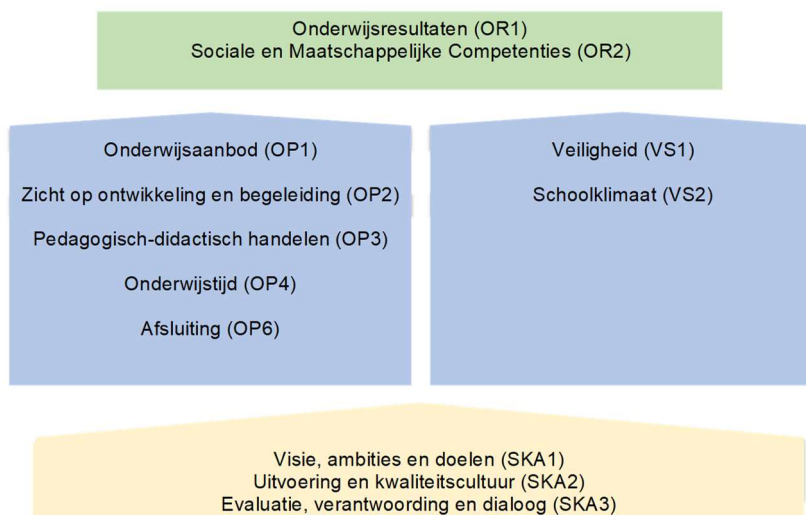 Onderwijsresultaten (OR1)
Sociale en Maatschappelijke Competenties (OR2)
Onderwijsaanbod (OP1)
Zicht op ontwikkeling en begeleiding (OP2)
Pedagogisch-didactisch handelen (OP3)
Onderwijstijd (OP4)
Afsluiting (OP6)
Veiligheid (VS1)
Schoolklimaat (VS2)
Visie, ambities en doelen (SKA1)
Uitvoering en kwaliteitscultuur (SKA2)
Evaluatie, verantwoording en dialoog (SKA3)